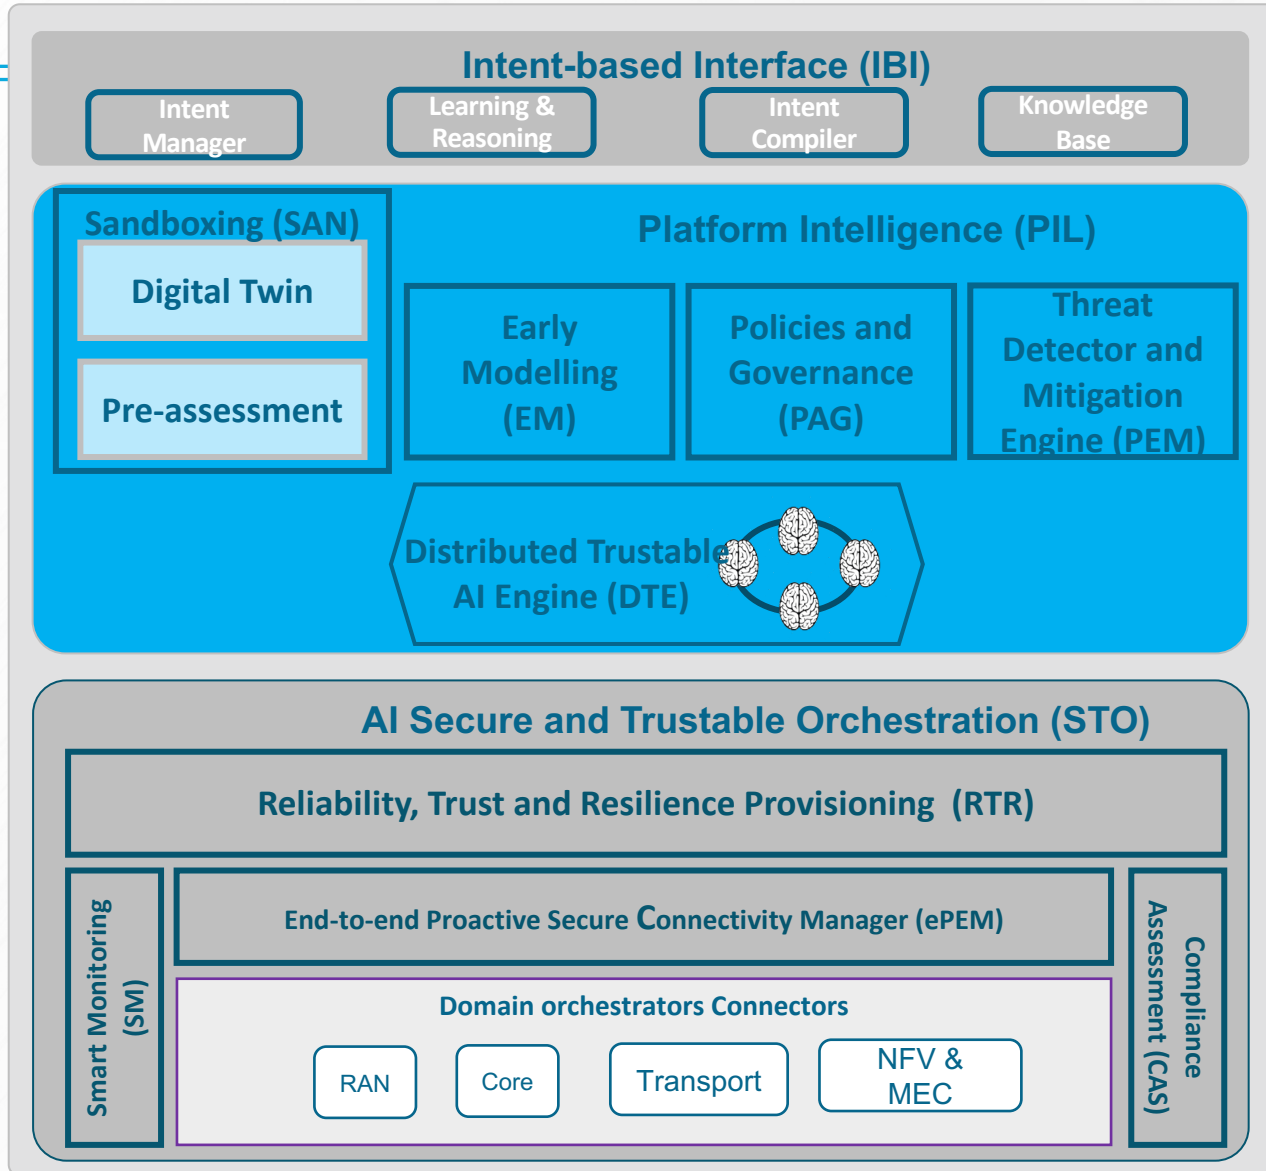 Intent-based Interface (IBI)
Intent
Manager
Learning &
Reasoning
Intent
Compiler
Knowledge
Base
Sandboxing (SAN)
Digital Twin
Pre-assessment
Platform Intelligence (PIL)
Early
Modelling
(EM)
Policies and
Governance
(PAG)
Threat
Detector and
Mitigation
Engine (PEM)
Distributed Trustable
AI Engine (DTE)
AI Secure and Trustable Orchestration (STO)
Reliability, Trust and Resilience Provisioning (RTR)
Smart Monitoring
(SM)
End-to-end Proactive Secure Connectivity Manager (ePEM)
Domain orchestrators Connectors
RAN
Core
Transport
NFV &
MEC
Compliance
Assessment (CAS)